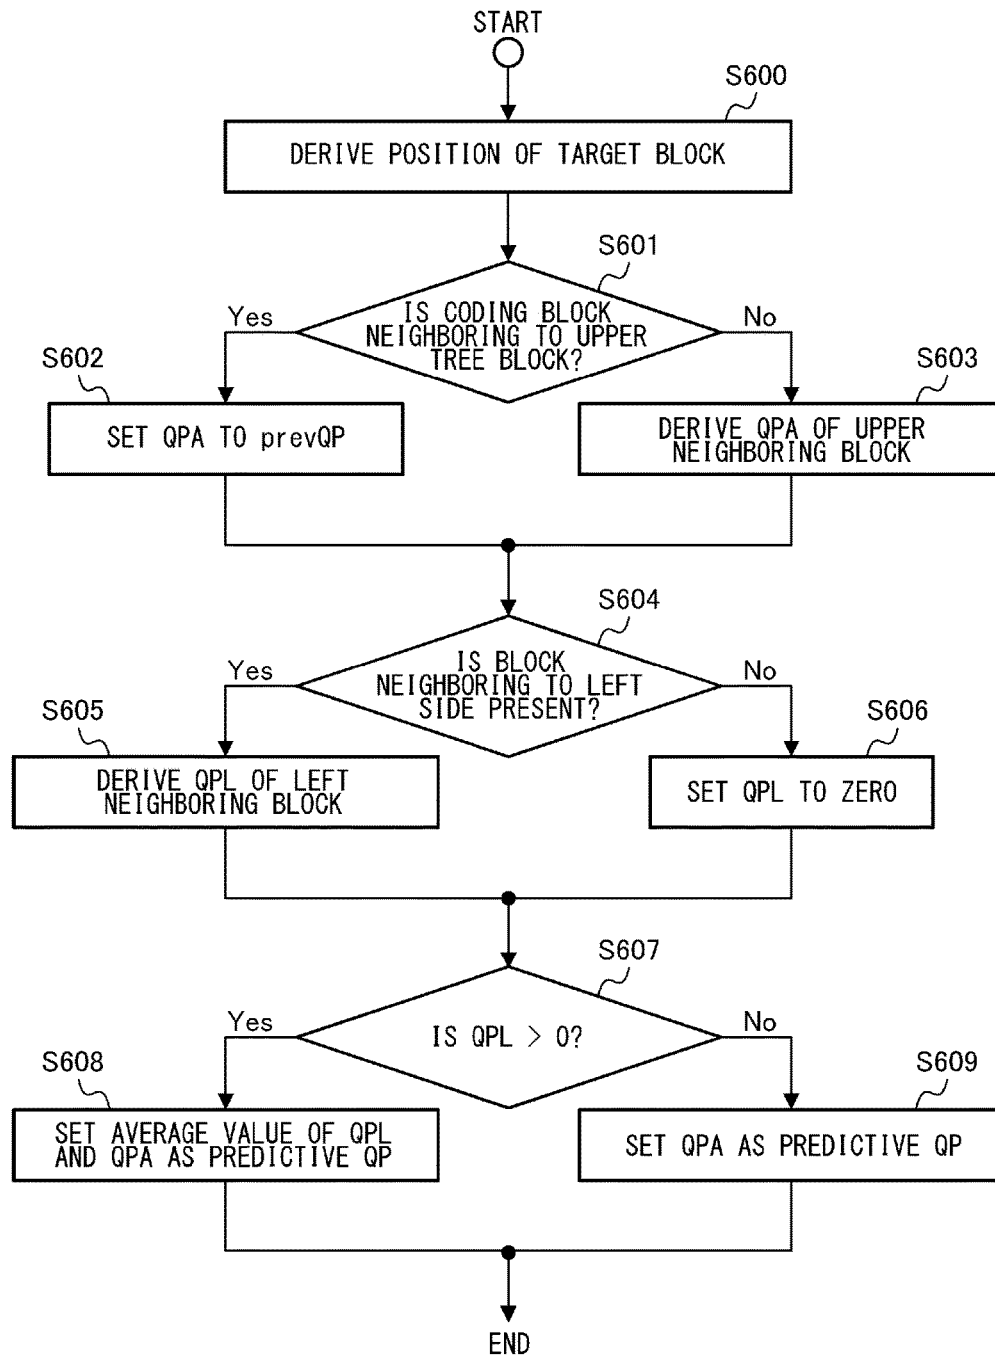 START
S600
DERIVE POSITION OF TARGET BLOCK
S601
IS CODING BLOCK
NEIGHBORING TO UPPER
TREE BLOCK?
Yes
No
S602
SET QPA TO prevQP
S603
DERIVE QPA OF UPPER
NEIGHBORING BLOCK
S604
IS BLOCK
NEIGHBORING TO LEFT
SIDE PRESENT?
Yes
No
S605
DERIVE QPL OF LEFT
NEIGHBORING BLOCK
S606
SET QPL TO ZERO
S607
IS QPL > 0?
Yes
No
S608
SET AVERAGE VALUE OF QPL
AND QPA AS PREDICTIVE QP
S609
SET QPA AS PREDICTIVE QP
END